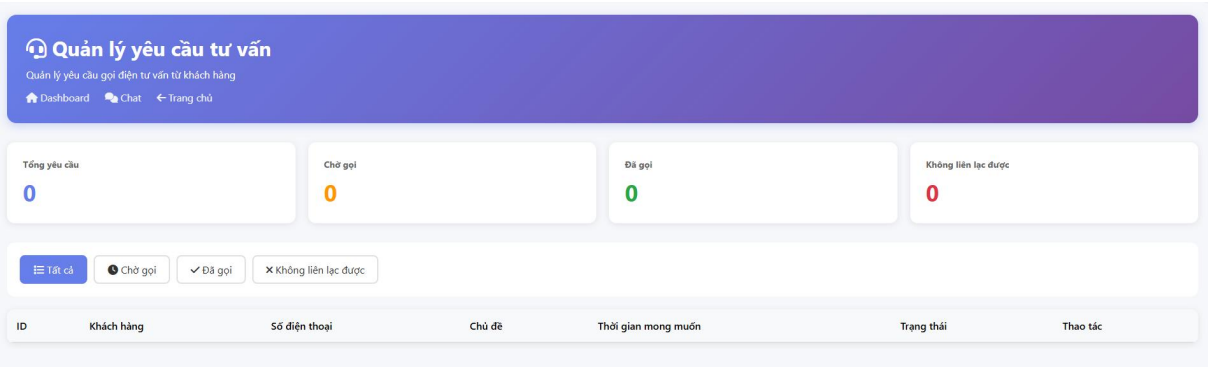 Quản lý yêu cầu tư vấn
Quản lý yêu cầu gọi điện tư vấn từ khách hàng
Dashboard Chat Trang chủ
Tổng yêu cầu Chờ gọi Đã gọi Không liên lạc được
0 0 0 0
Tất cả Chờ gọi Đã gọi Không liên lạc được
ID Khách hàng Số điện thoại Chủ đề Thời gian mong muốn Trạng thái Thao tác